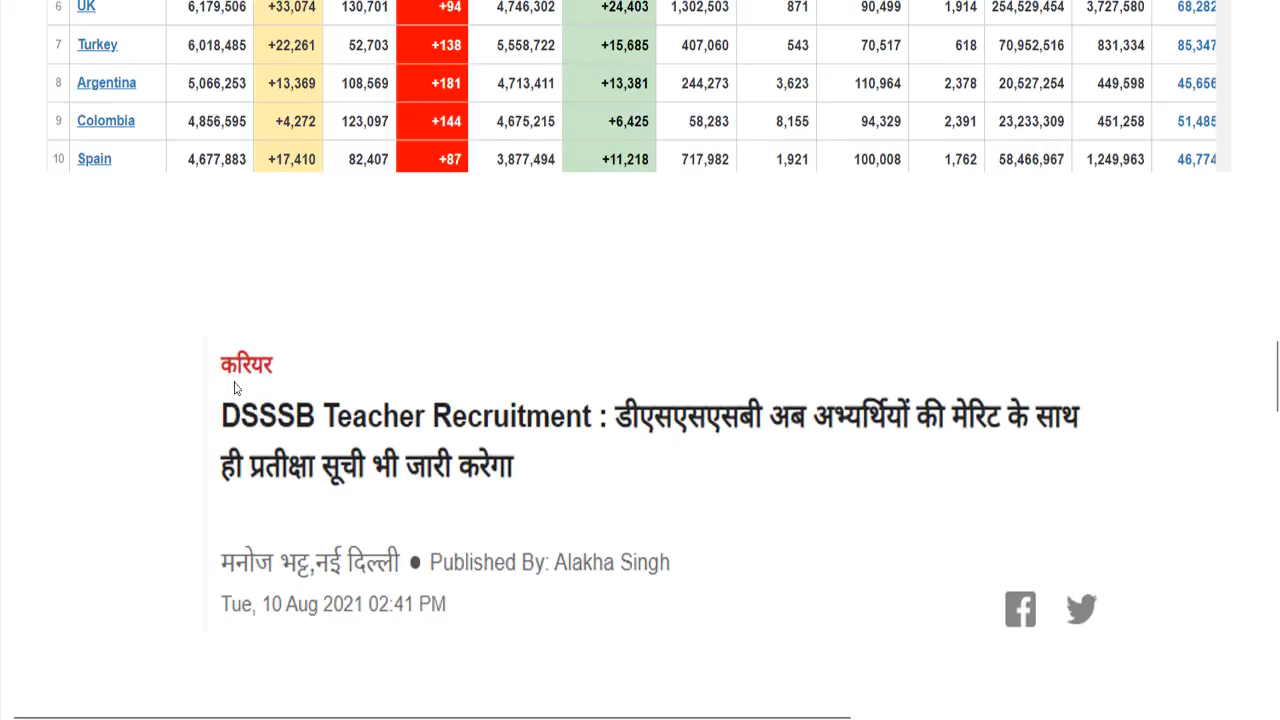 6 UK 6,179,506 +33,074 130,701 +94 4,746,302 +24,403 1,302,503 871 90,499 1,914 254,529,454 3,727,580 68,282
7 Turkey 6,018,485 +22,261 52,703 +138 5,558,722 +15,685 407,060 543 70,517 618 70,952,516 831,334 85,347
8 Argentina 5,066,253 +13,369 108,569 +181 4,713,411 +13,381 244,273 3,623 110,964 2,378 20,527,254 449,598 45,656
9 Colombia 4,856,595 +4,272 123,097 +144 4,675,215 +6,425 58,283 8,155 94,329 2,391 23,233,309 451,258 51,485
10 Spain 4,677,883 +17,410 82,407 +87 3,877,494 +11,218 717,982 1,921 100,008 1,762 58,466,967 1,249,963 46,774
करियर
DSSSB Teacher Recruitment : डीएसएसएसबी अब अभ्यर्थियों की मेरिट के साथ
ही प्रतीक्षा सूची भी जारी करेगा
मनोज भट्ट,नई दिल्ली ● Published By: Alakha Singh
Tue, 10 Aug 2021 02:41 PM